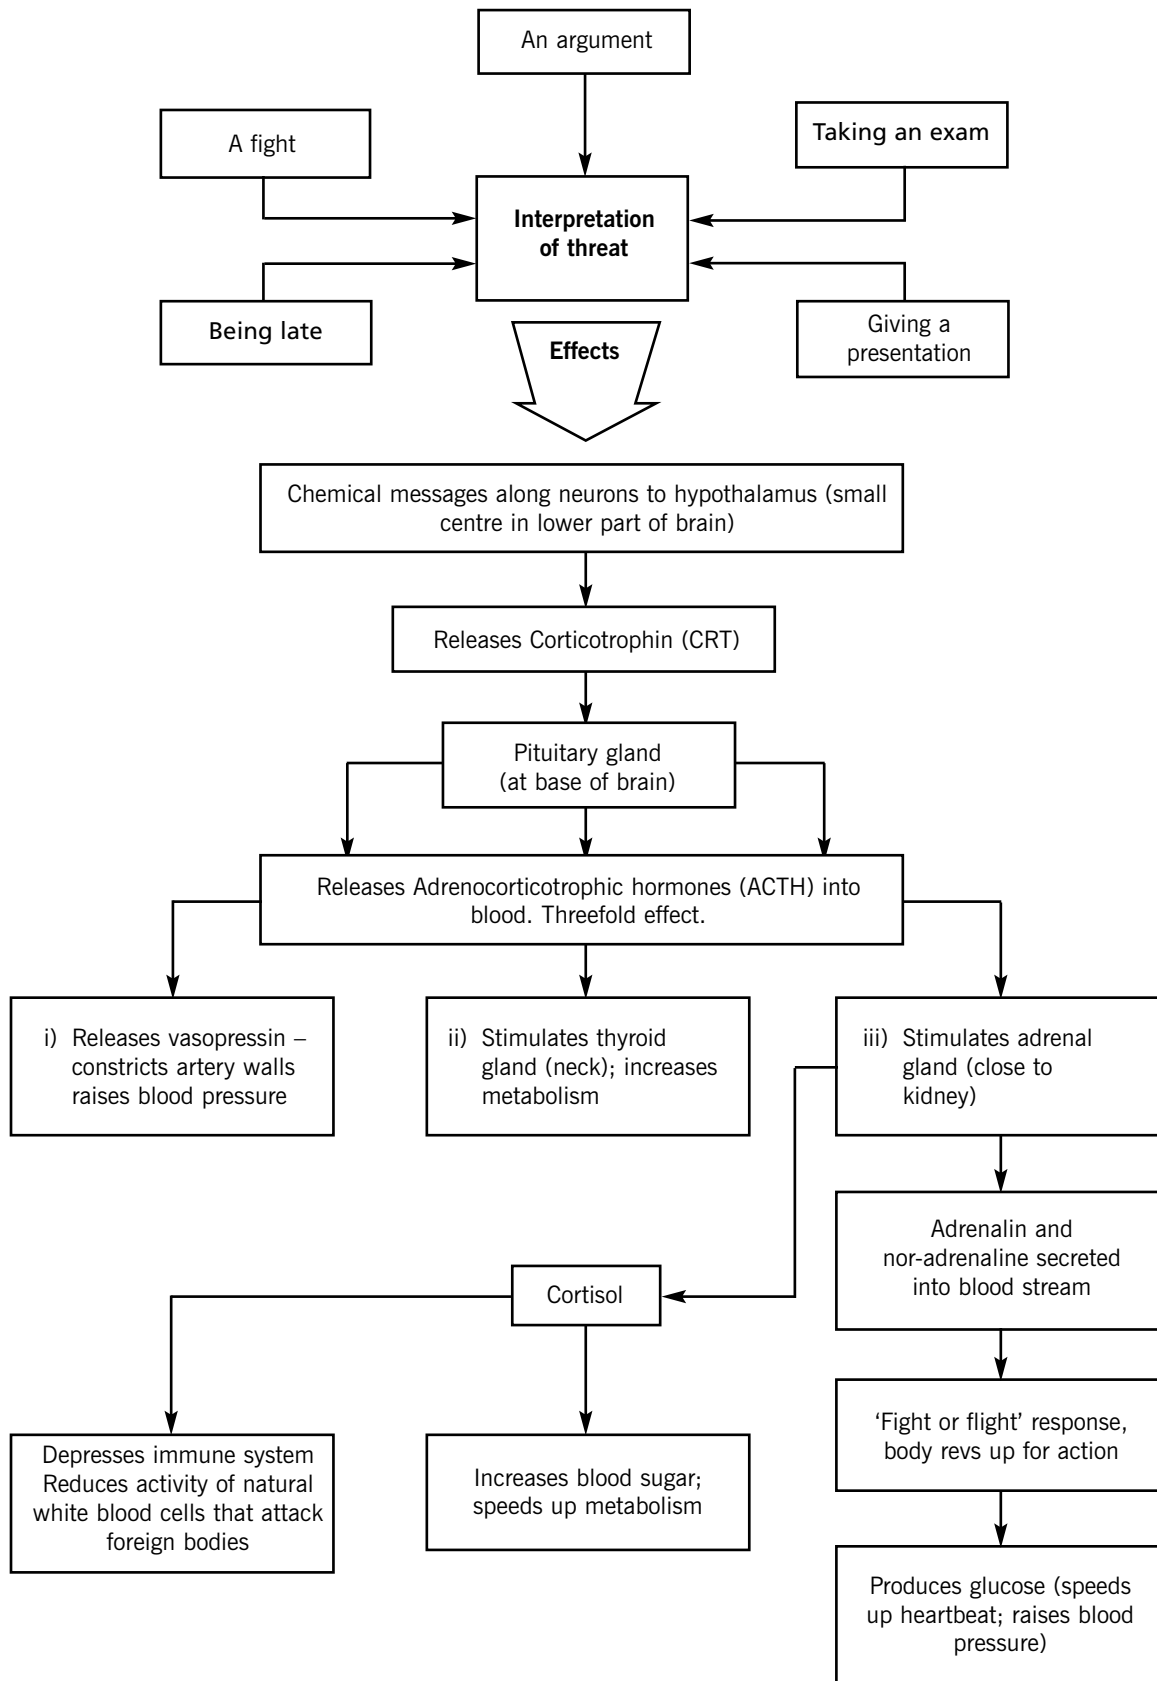 An argument
A fight
Taking an exam
Interpretation
of threat
Being late
Giving a
presentation
Effects
Chemical messages along neurons to hypothalamus (small
centre in lower part of brain)
Releases Corticotrophin (CRT)
Pituitary gland
(at base of brain)
Releases Adrenocorticotrophic hormones (ACTH) into
blood. Threefold effect.
i) Releases vasopressin –
constricts artery walls
raises blood pressure
ii) Stimulates thyroid
gland (neck); increases
metabolism
iii) Stimulates adrenal
gland (close to
kidney)
Adrenalin and
nor-adrenaline secreted
into blood stream
Cortisol
‘Fight or flight’ response,
body revs up for action
Depresses immune system
Reduces activity of natural
white blood cells that attack
foreign bodies
Increases blood sugar;
speeds up metabolism
Produces glucose (speeds
up heartbeat; raises blood
pressure)